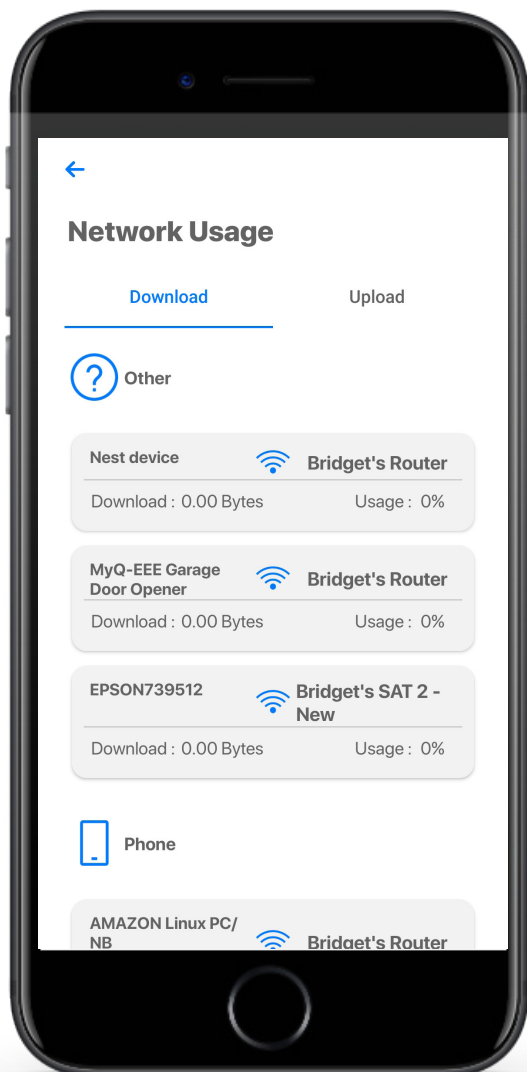 Network Usage
Download Upload
Other
Nest device Bridget's Router
Download : 0.00 Bytes Usage : 0%
MyQ-EEE Garage
Door Opener
Bridget's Router
Download : 0.00 Bytes Usage : 0%
EPSON739512
Bridget's SAT 2 -
New
Download : 0.00 Bytes Usage : 0%
Phone
AMAZON Linux PC/
NB
Bridget's Router